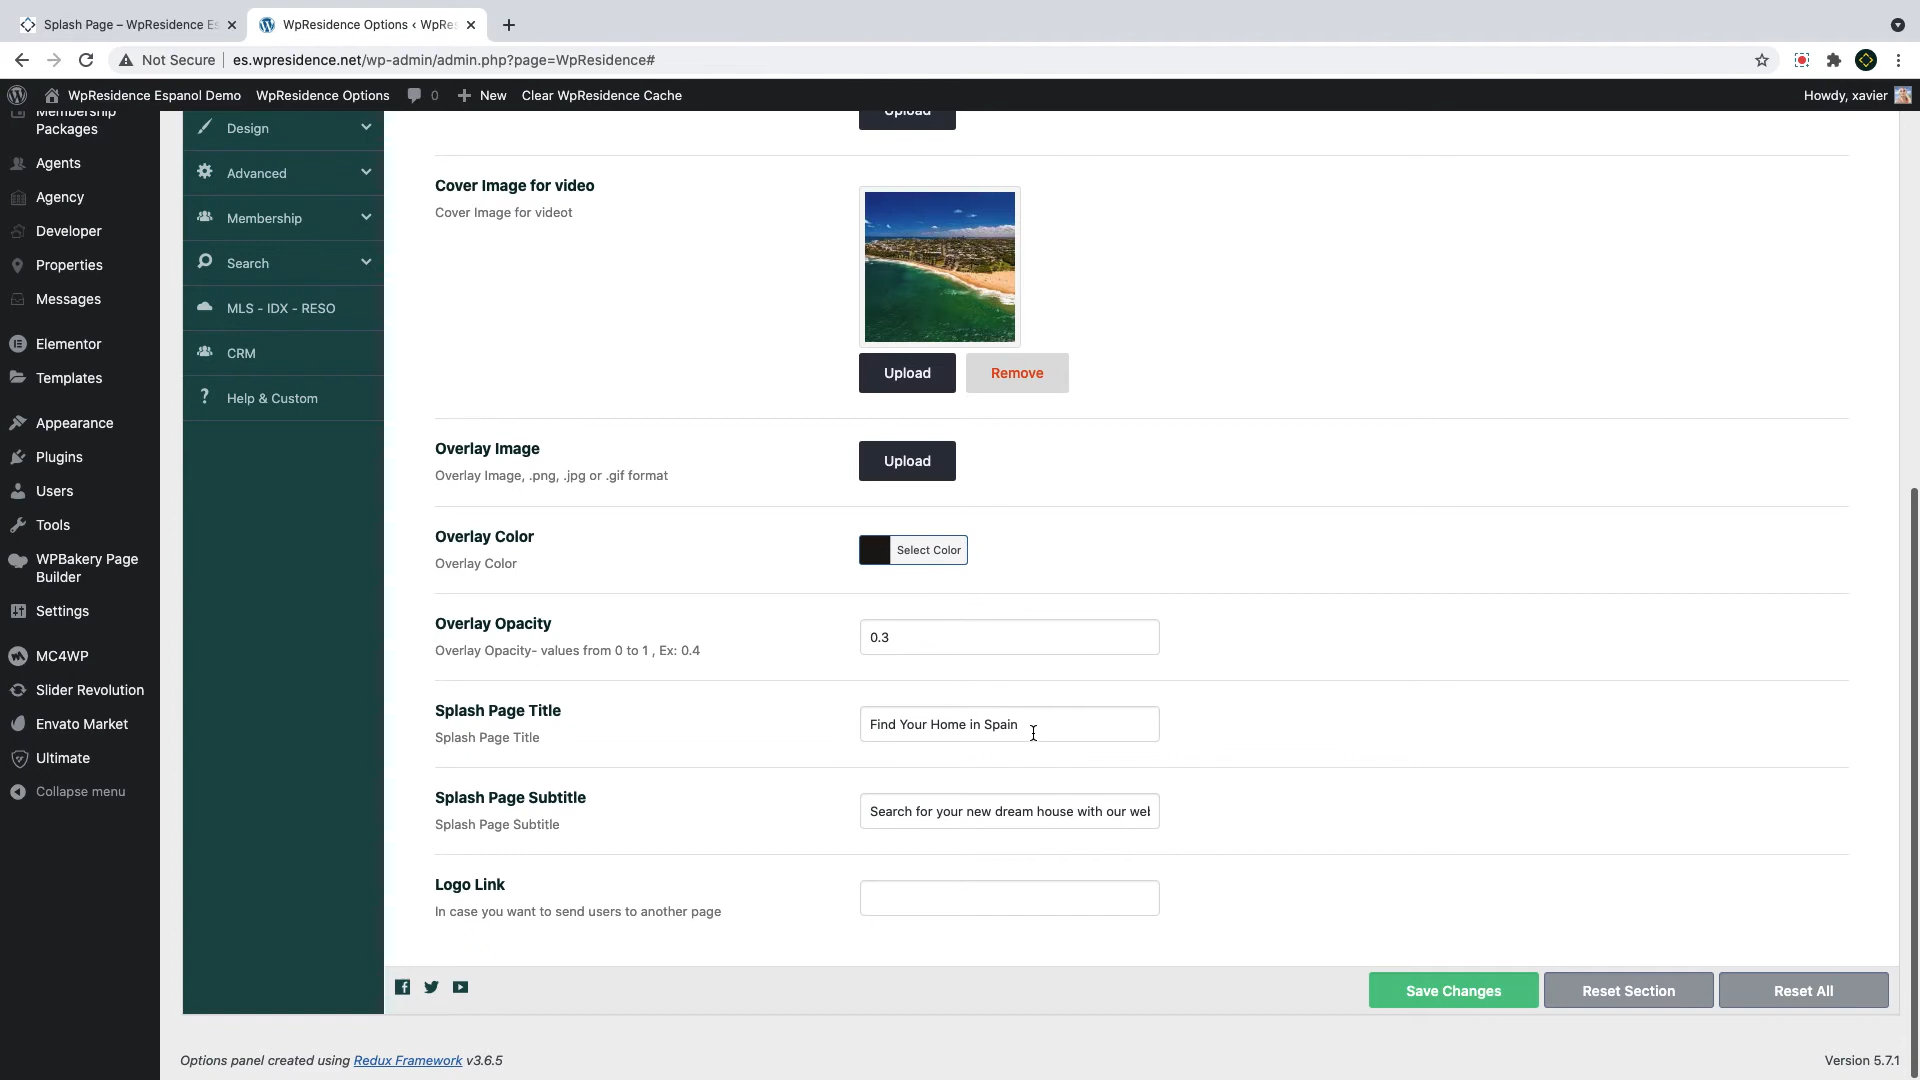 Splash Page – WpResidence Es
WpResidence Options ‹ WpRes
Not Secure
es.wpresidence.net/wp-admin/admin.php?page=WpResidence#
WpResidence Espanol Demo
WpResidence Options
0
New
Clear WpResidence Cache
Howdy, xavier
Membership
Packages
Agents
Agency
Developer
Properties
Messages
Elementor
Templates
Appearance
Plugins
Users
Tools
WPBakery Page
Builder
Settings
MC4WP
Slider Revolution
Envato Market
Ultimate
Collapse menu
Design
Advanced
Membership
Search
MLS - IDX - RESO
CRM
Help & Custom
Upload
Cover Image for video
Cover Image for videot
Upload
Remove
Overlay Image
Overlay Image, .png, .jpg or .gif format
Upload
Overlay Color
Overlay Color
Select Color
Overlay Opacity
Overlay Opacity- values from 0 to 1 , Ex: 0.4
0.3
Splash Page Title
Splash Page Title
Find Your Home in Spain
Splash Page Subtitle
Splash Page Subtitle
Search for your new dream house with our wel
Logo Link
In case you want to send users to another page
Save Changes
Reset Section
Reset All
Options panel created using Redux Framework v3.6.5
Version 5.7.1